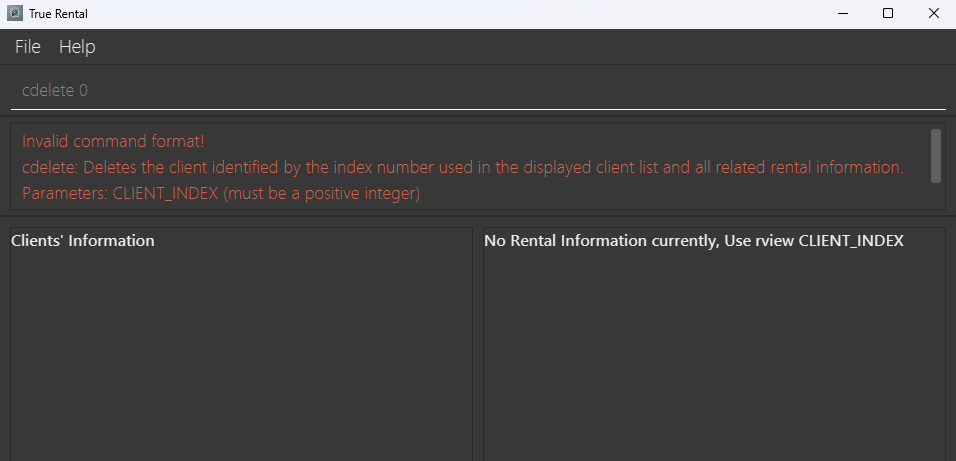 True Rental
File Help
cdelete 0
Invalid command format!
cdelete: Deletes the client identified by the index number used in the displayed client list and all related rental information.
Parameters: CLIENT_INDEX (must be a positive integer)
Clients' Information
No Rental Information currently, Use rview CLIENT_INDEX